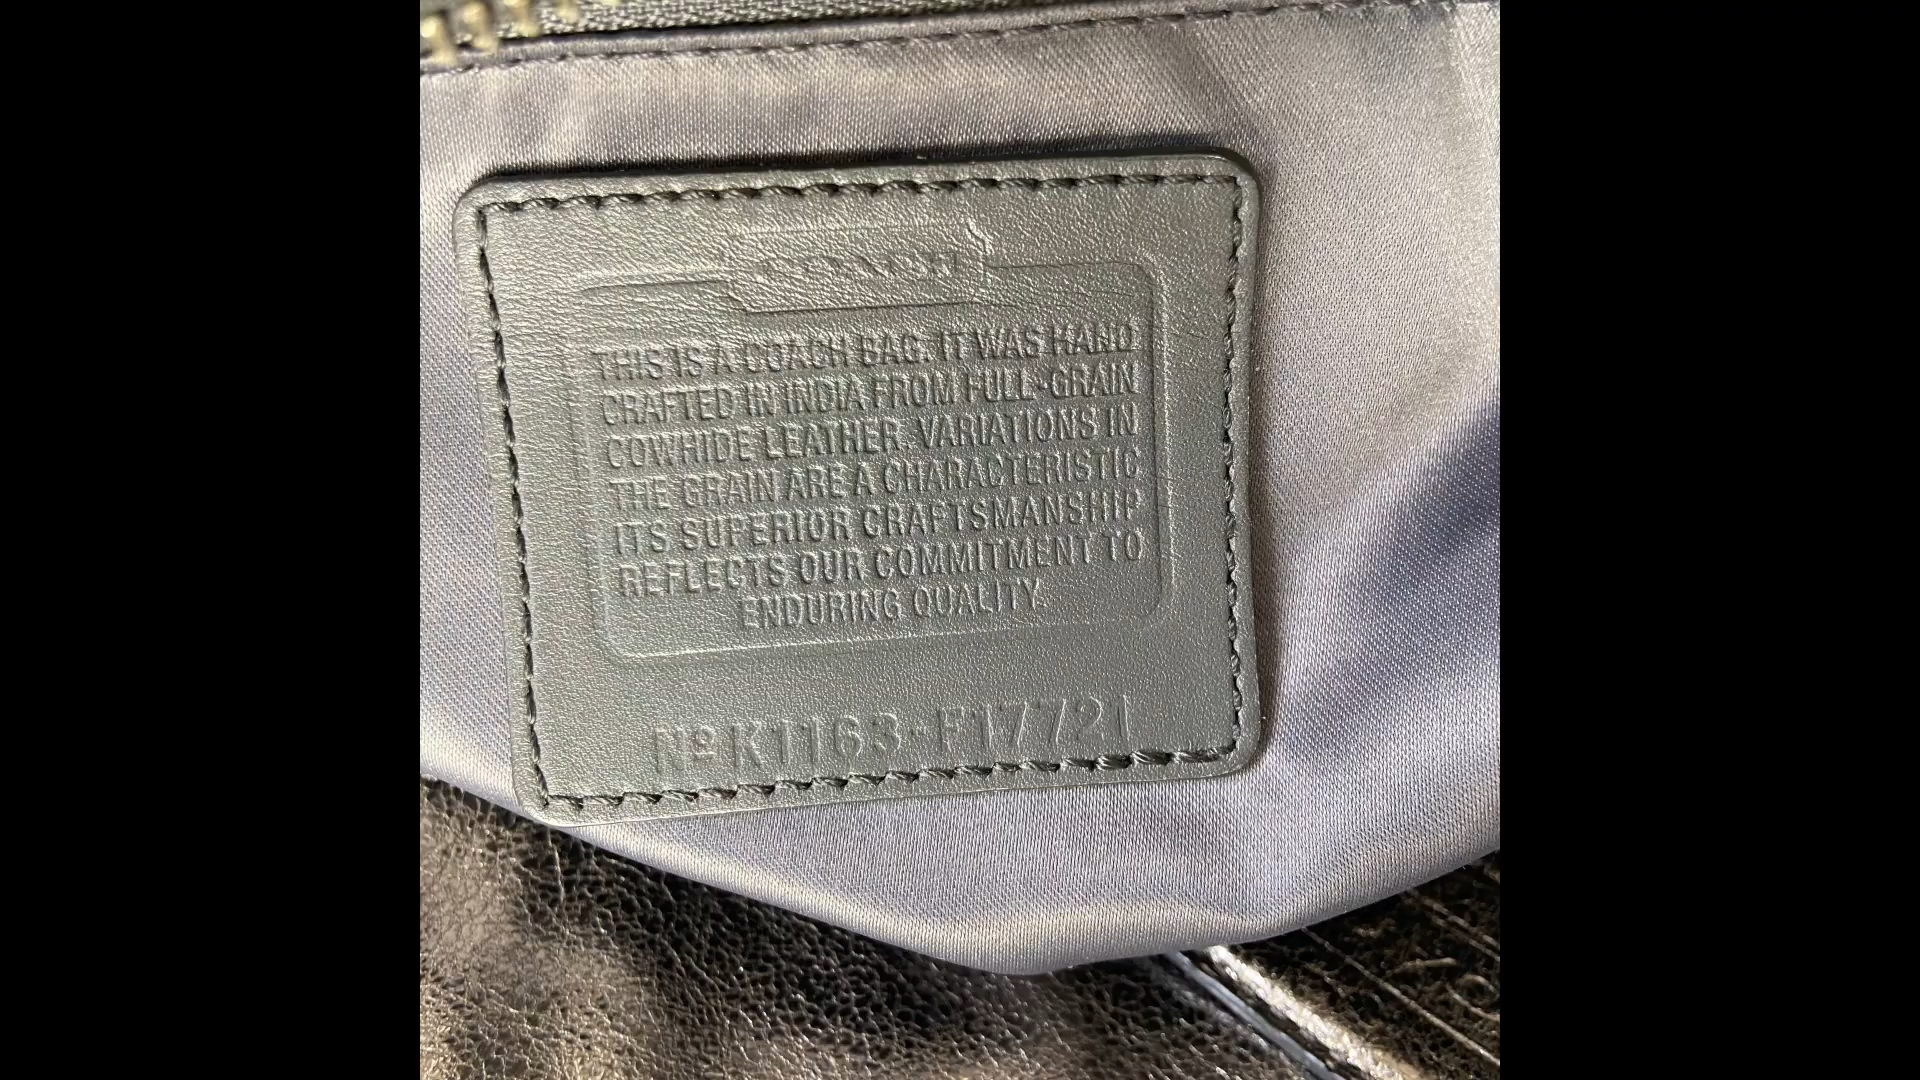 COACH
THIS IS A COACH BAG. IT WAS HAND
CRAFTED IN INDIA FROM FULL-GRAIN
COWHIDE LEATHER. VARIATIONS IN
THE GRAIN ARE A CHARACTERISTIC
ITS SUPERIOR CRAFTSMANSHIP
REFLECTS OUR COMMITMENT TO
ENDURING QUALITY.
Nº K1163-F17721